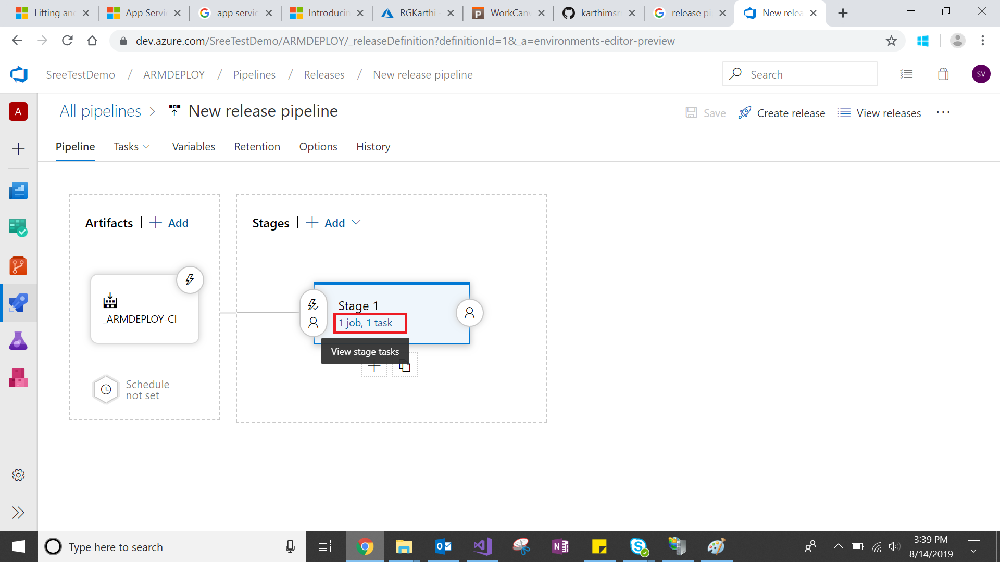 Lifting and
App Servi
app servic
Introducin
RGKarthi
WorkCanv
karthimsr
release pi
New relea
dev.azure.com/SreeTestDemo/ARMDEPLOY/_releaseDefinition?definitionId=1&_a=environments-editor-preview
SreeTestDemo / ARMDEPLOY / Pipelines / Releases / New release pipeline
Search
SV
A
All pipelines > New release pipeline
Save
Create release
View releases
...
Pipeline
Tasks
Variables
Retention
Options
History
Artifacts | + Add
Stages | + Add
_ARMDEPLOY-CI
Schedule
not set
Stage 1
1 job, 1 task
View stage tasks
Type here to search
3:39 PM
8/14/2019